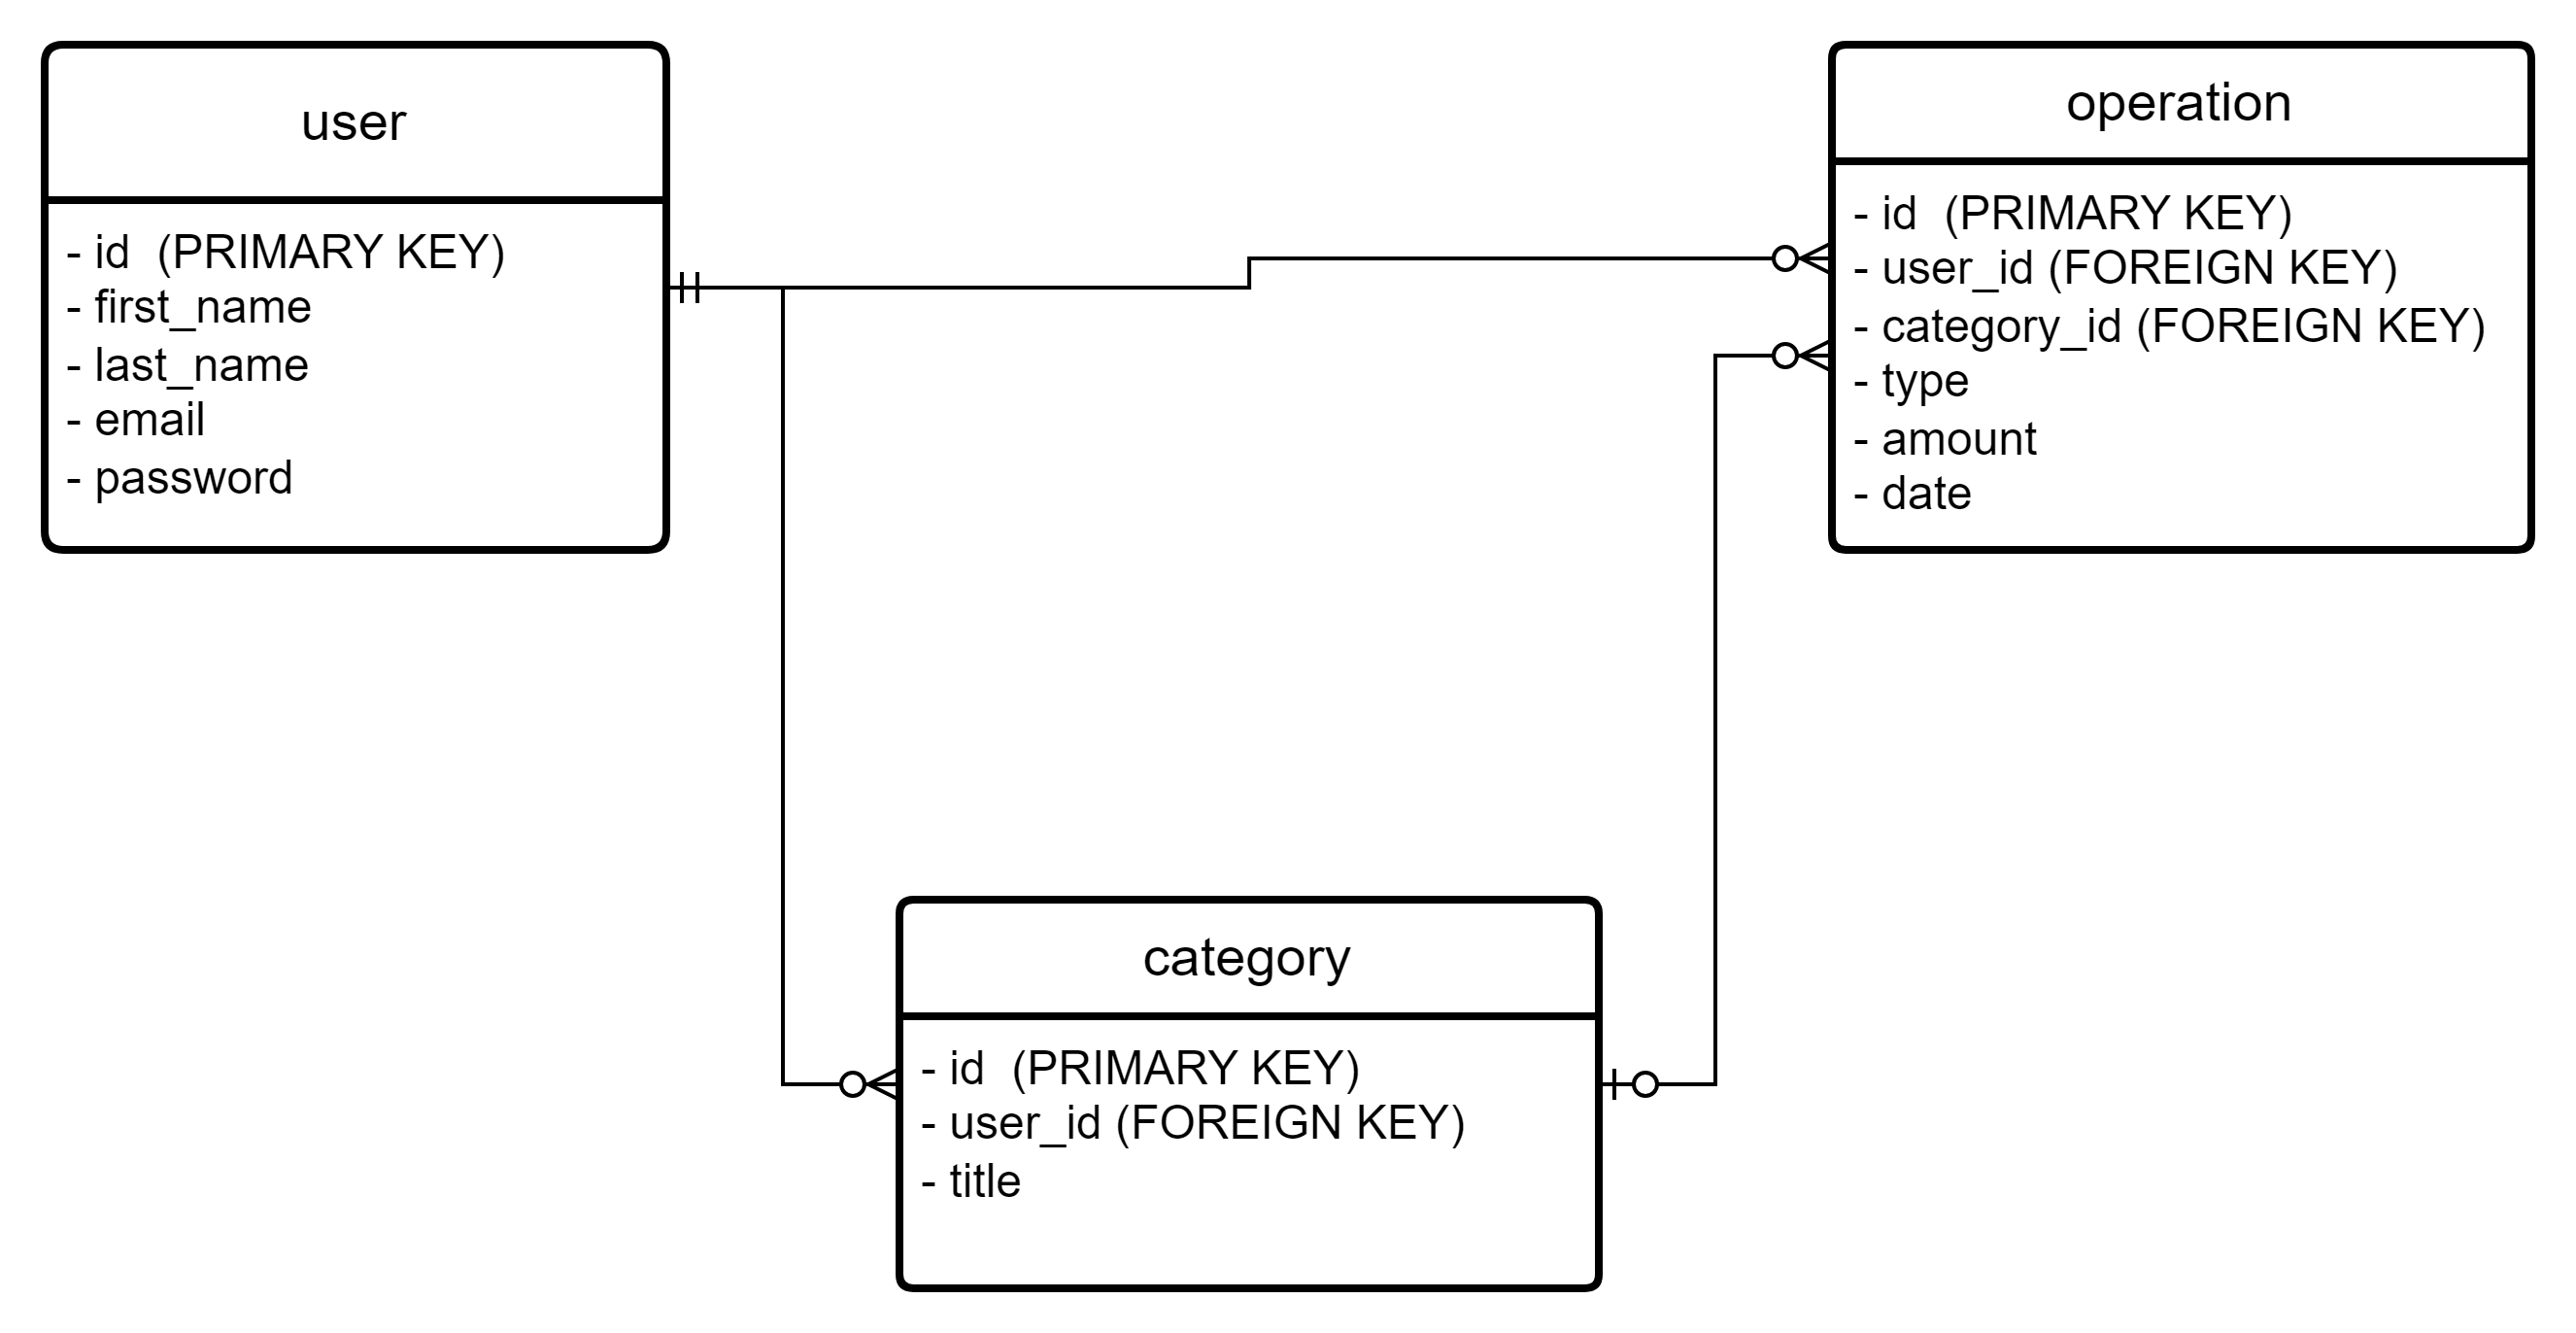 user
- id  (PRIMARY KEY)
- first_name
- last_name
- email
- password
operation
- id  (PRIMARY KEY)
- user_id (FOREIGN KEY)
- category_id (FOREIGN KEY)
- type
- amount
- date
category
- id  (PRIMARY KEY)
- user_id (FOREIGN KEY)
- title